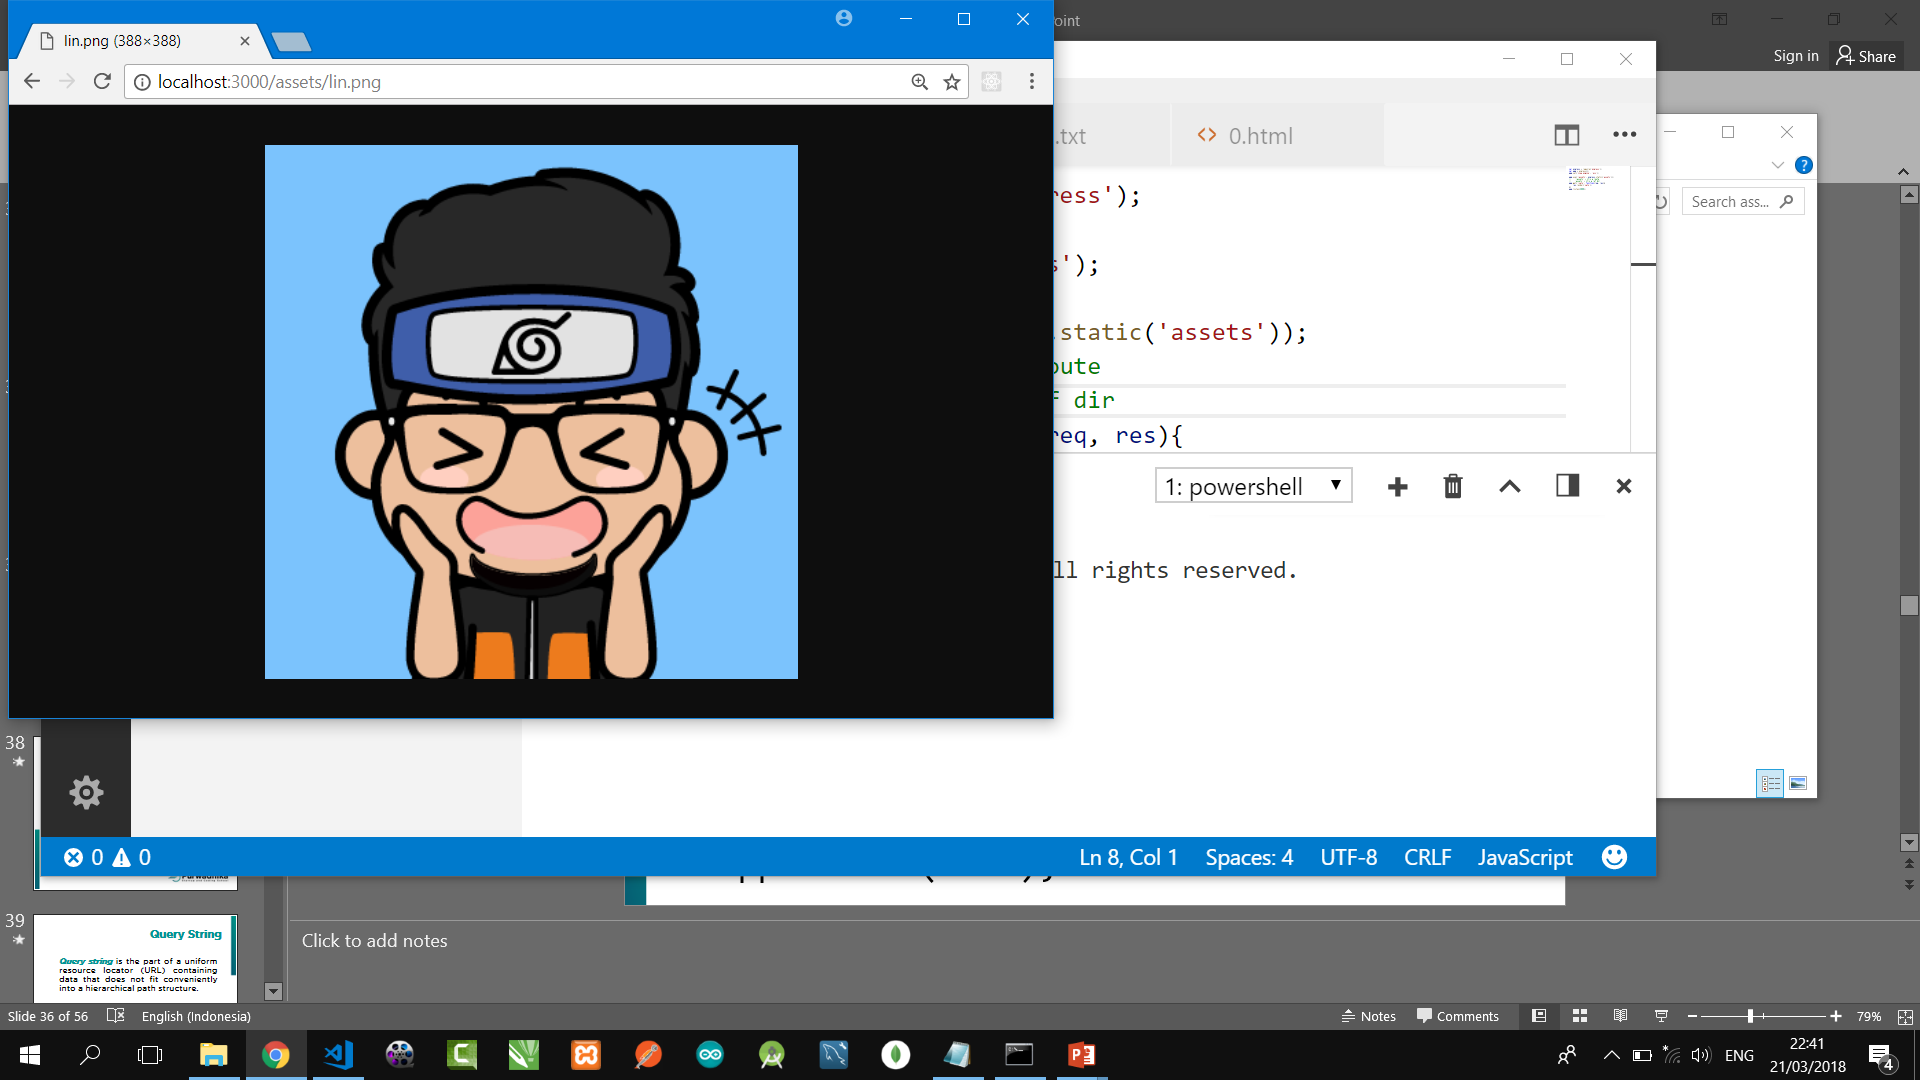 lin.png (388×388)
localhost:3000/assets/lin.png
oint
Sign in
Share
.txt
0.html
ress');
s');
static('assets'));
oute
f dir
req, res){
1: powershell
ll rights reserved.
Search ass...
0 0
Ln 8, Col 1
Spaces: 4
UTF-8
CRLF
JavaScript
38
39
Query String
Query string is the part of a uniform
resource locator (URL) containing
data that does not fit conveniently
into a hierarchical path structure.
Click to add notes
Slide 36 of 56
English (Indonesia)
Notes
Comments
79%
ENG
22:41
21/03/2018
4